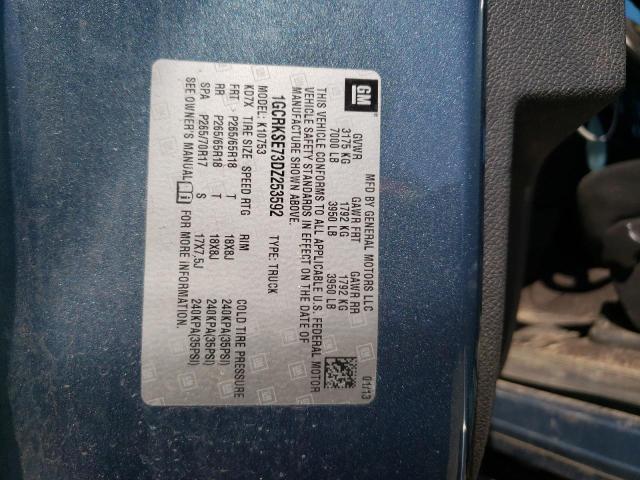 GM
MFD BY GENERAL MOTORS LLC 01/13
GVWR GAWR FRT GAWR RR
3175 KG 1792 KG 1792 KG
7000 LB 3950 LB 3950 LB
THIS VEHICLE CONFORMS TO ALL APPLICABLE U.S. FEDERAL MOTOR
VEHICLE SAFETY STANDARDS IN EFFECT ON THE DATE OF
MANUFACTURE SHOWN ABOVE.
1GCRKSE73DZ253592 TYPE: TRUCK
MODEL: K10753
KD7X TIRE SIZE SPEED RTG RIM COLD TIRE PRESSURE
FRT P265/65R18 T 18X8J 240KPA(35PSI)
RR P265/65R18 T 18X8J 240KPA(35PSI)
SPA P265/70R17 S 17X7.5J 240KPA(35PSI)
SEE OWNER'S MANUAL FOR MORE INFORMATION.